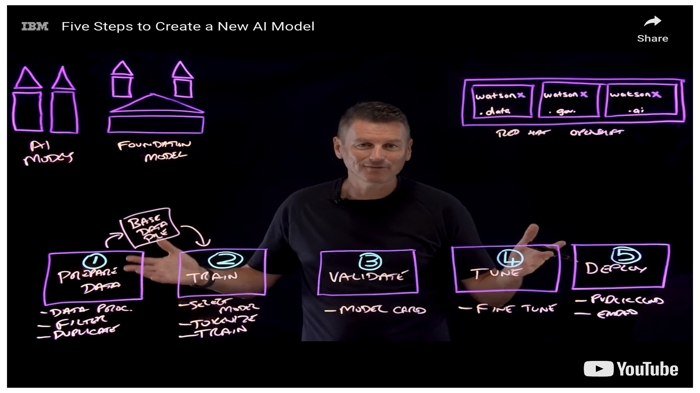 IBM Five Steps to Create a New AI Model
Share
AI
MODELS
FOUNDATION
MODEL
watsonx
.data
watsonx
.gov.
watsonx
.ai
RED HAT OPENSHIFT
BASE
DATA
PILE
1
PREPARE
DATA
- DATA PROC.
- FILTER
- DUPLICATE
2
TRAIN
- SELECT
MODEL
- TOKENIZE
- TRAIN
3
VALIDATE
- MODEL CARD
4
TUNE
- FINE TUNE
5
DEPLOY
- PUBLIC CLOUD
- EMBED
YouTube